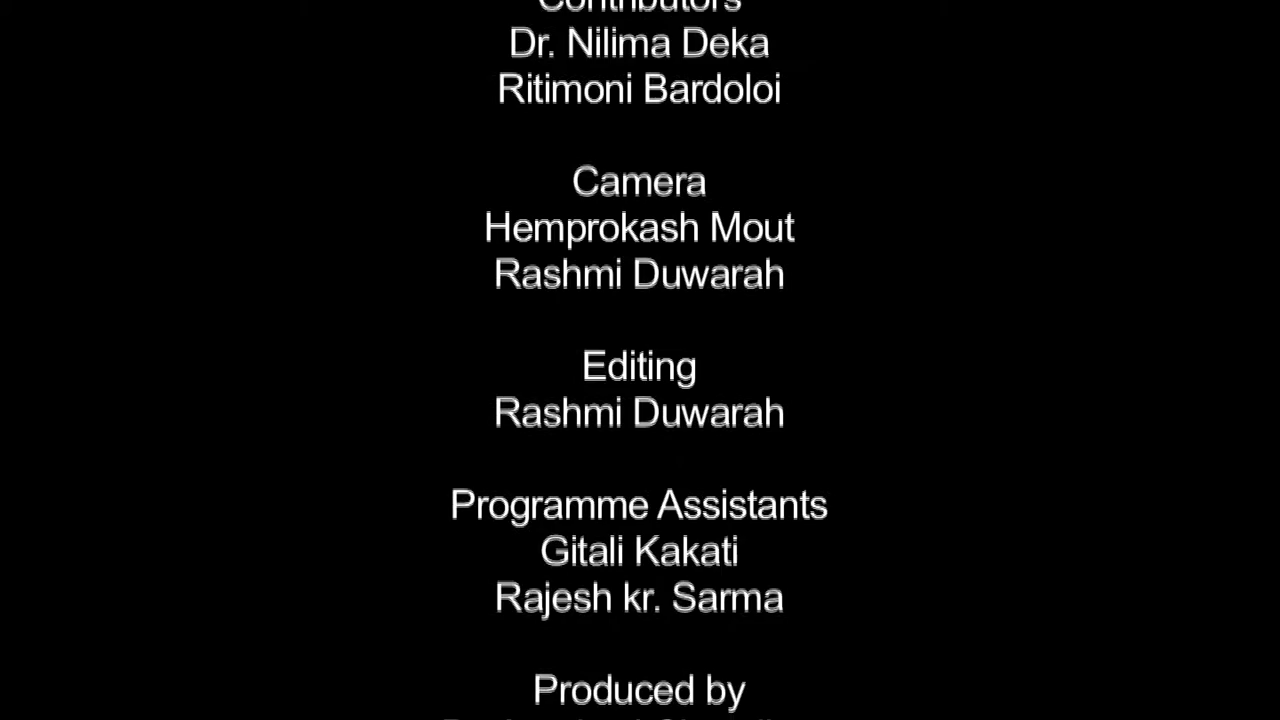 Contributors
Dr. Nilima Deka
Ritimoni Bardoloi
Camera
Hemprokash Mout
Rashmi Duwarah
Editing
Rashmi Duwarah
Programme Assistants
Gitali Kakati
Rajesh kr. Sarma
Produced by